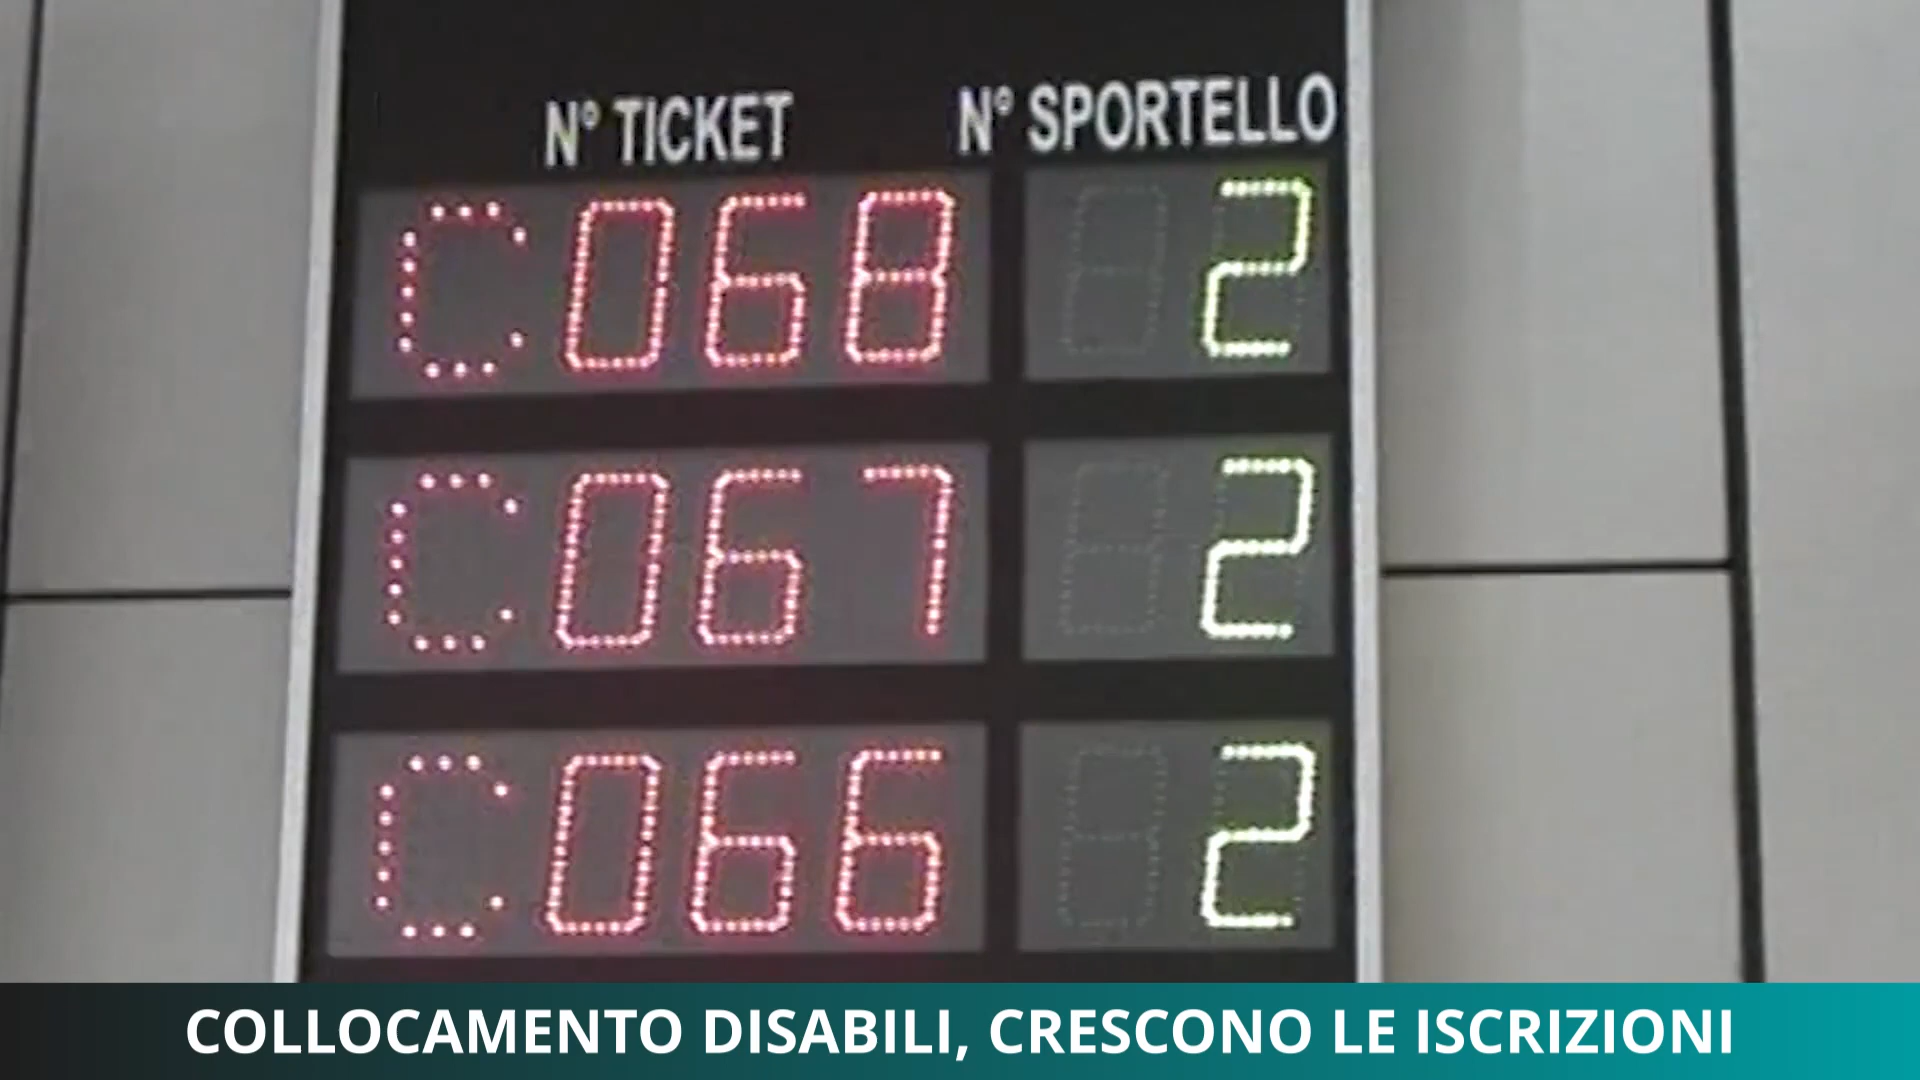 N° TICKET N° SPORTELLO
C068 2
C067 2
C066 2
COLLOCAMENTO DISABILI, CRESCONO LE ISCRIZIONI